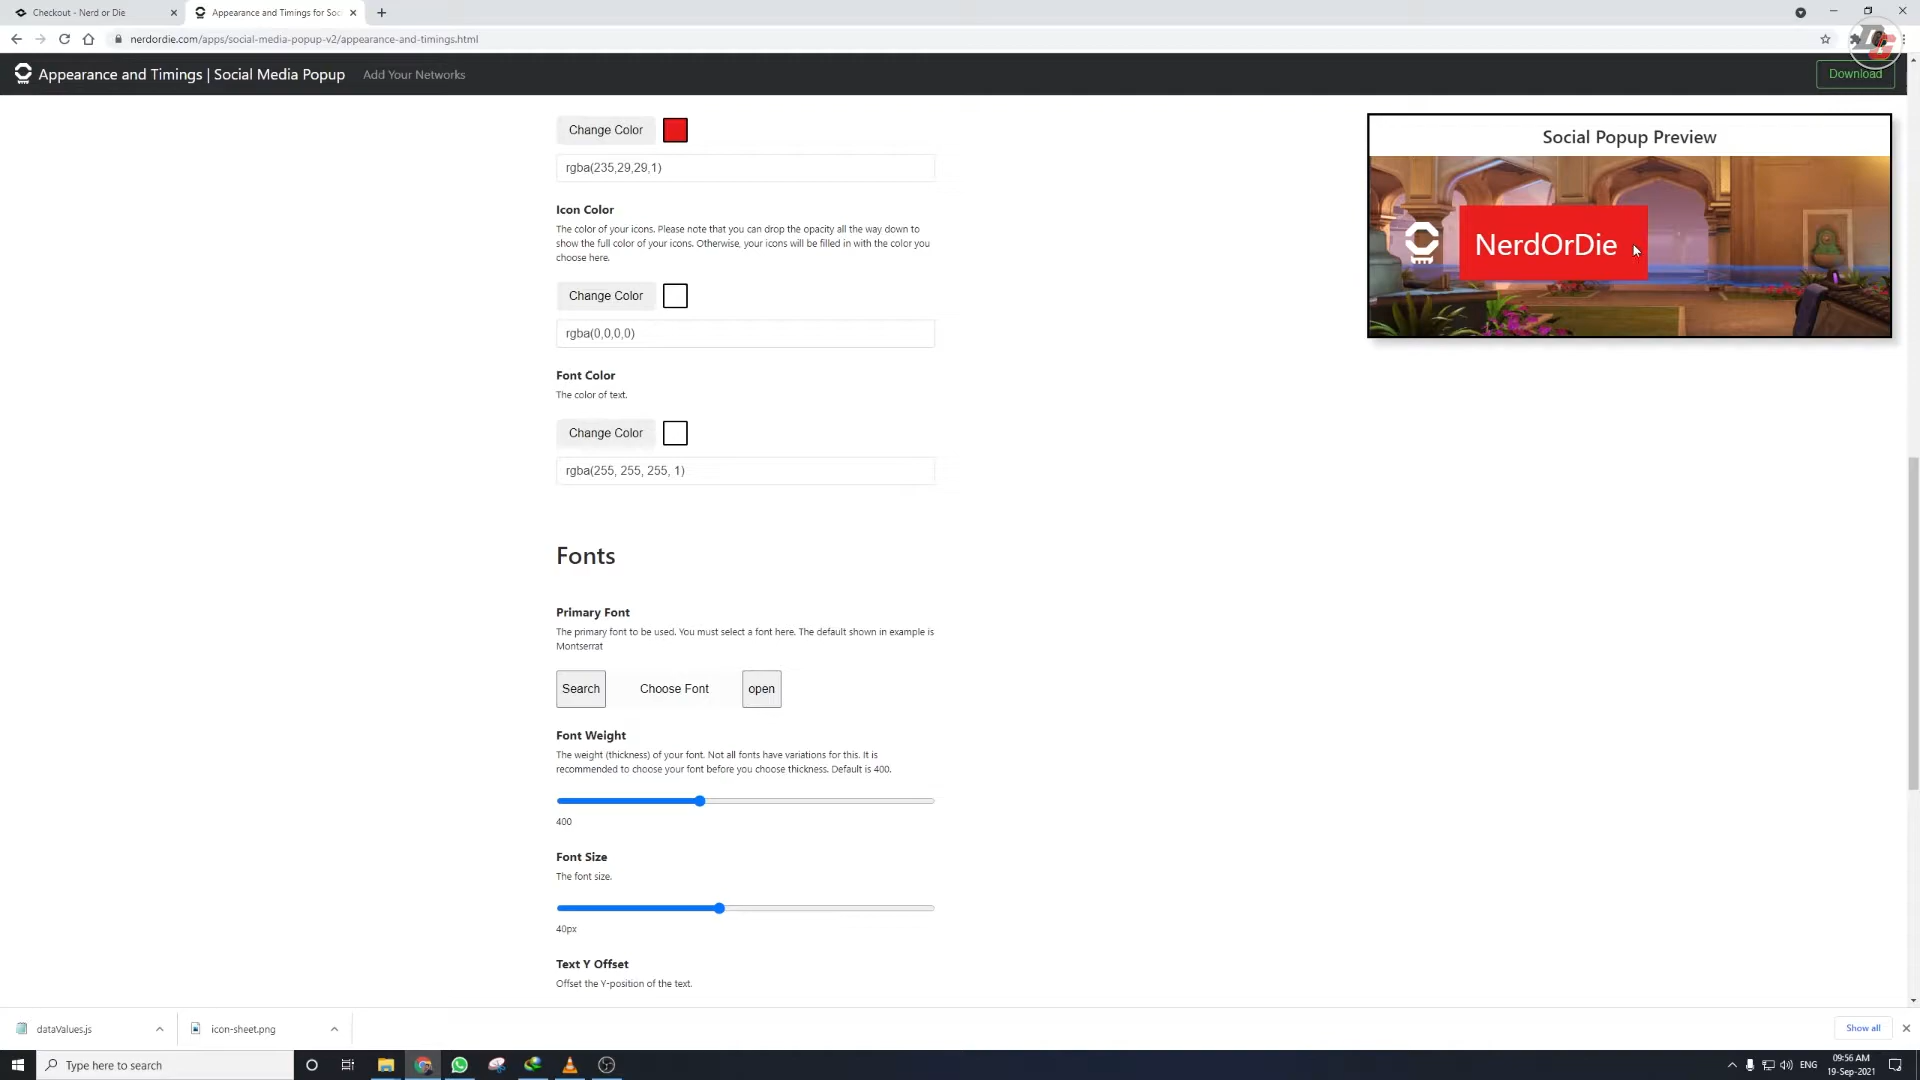 Checkout - Nerd or Die
Appearance and Timings for Soc
nerdordie.com/apps/social-media-popup-v2/appearance-and-timings.html
Appearance and Timings | Social Media Popup
Add Your Networks
Download
Change Color
rgba(235,29,29,1)
Icon Color
The color of your icons. Please note that you can drop the opacity all the way down to
show the full color of your icons. Otherwise, your icons will be filled in with the color you
choose here.
Change Color
rgba(0,0,0,0)
Font Color
The color of text.
Change Color
rgba(255, 255, 255, 1)
Social Popup Preview
NerdOrDie
Fonts
Primary Font
The primary font to be used. You must select a font here. The default shown in example is
Montserrat
Search
Choose Font
open
Font Weight
The weight (thickness) of your font. Not all fonts have variations for this. It is
recommended to choose your font before you choose thickness. Default is 400.
400
Font Size
The font size.
40px
Text Y Offset
Offset the Y-position of the text.
dataValues.js
icon-sheet.png
Show all
Type here to search
ENG
09:56 AM
19-Sep-2021